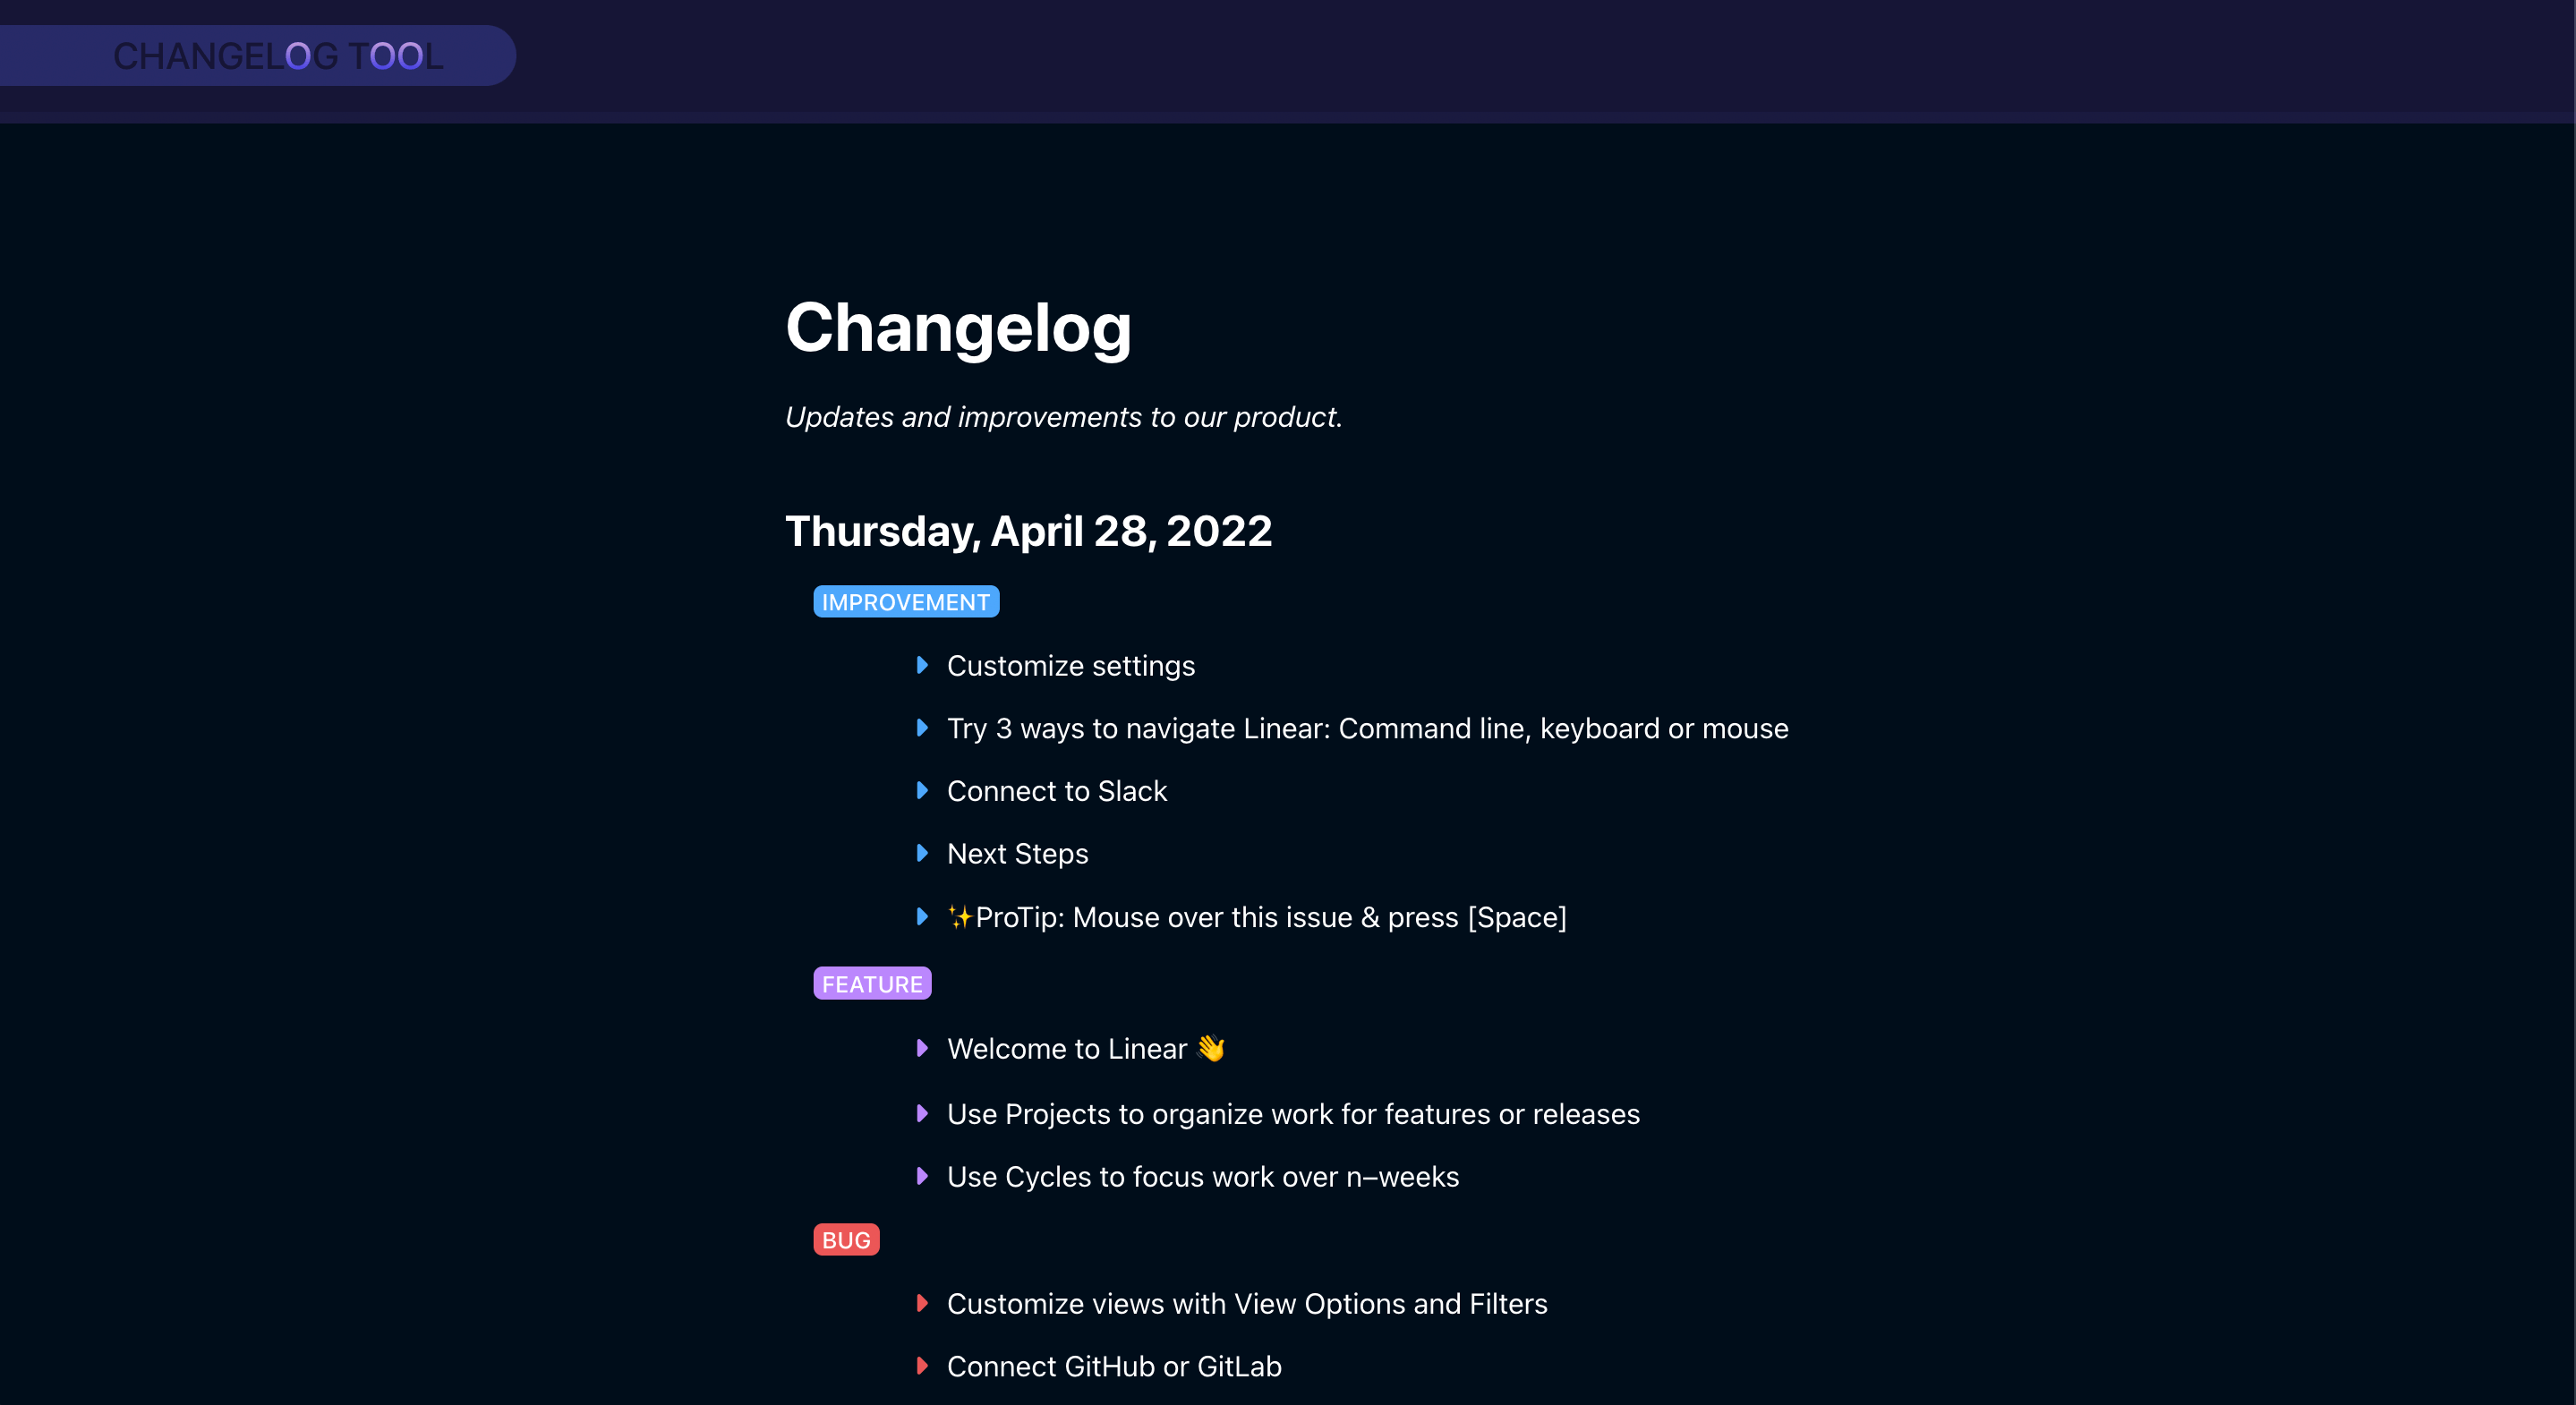 CHANGELOG TOOL
Changelog
Updates and improvements to our product.
Thursday, April 28, 2022
IMPROVEMENT
Customize settings
Try 3 ways to navigate Linear: Command line, keyboard or mouse
Connect to Slack
Next Steps
✨ProTip: Mouse over this issue & press [Space]
FEATURE
Welcome to Linear 👋
Use Projects to organize work for features or releases
Use Cycles to focus work over n–weeks
BUG
Customize views with View Options and Filters
Connect GitHub or GitLab